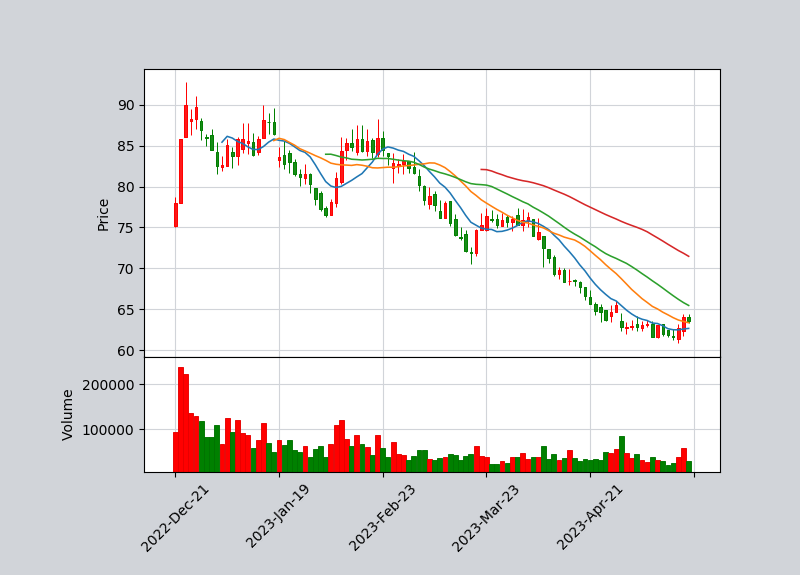 90
85
80
75
70
65
60
Price
200000
100000
Volume
2022-Dec-21
2023-Jan-19
2023-Feb-23
2023-Mar-23
2023-Apr-21